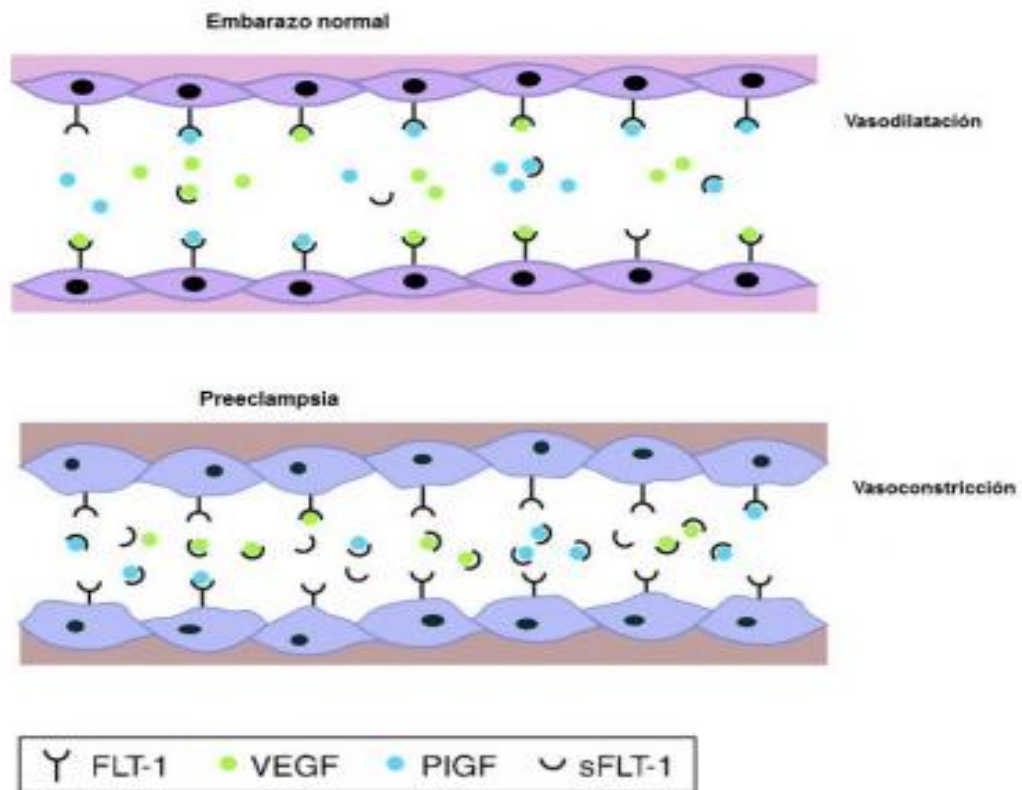 Embarazo normal
Vasodilatación
Preeclampsia
Vasoconstricción
FLT-1 VEGF PIGF sFLT-1